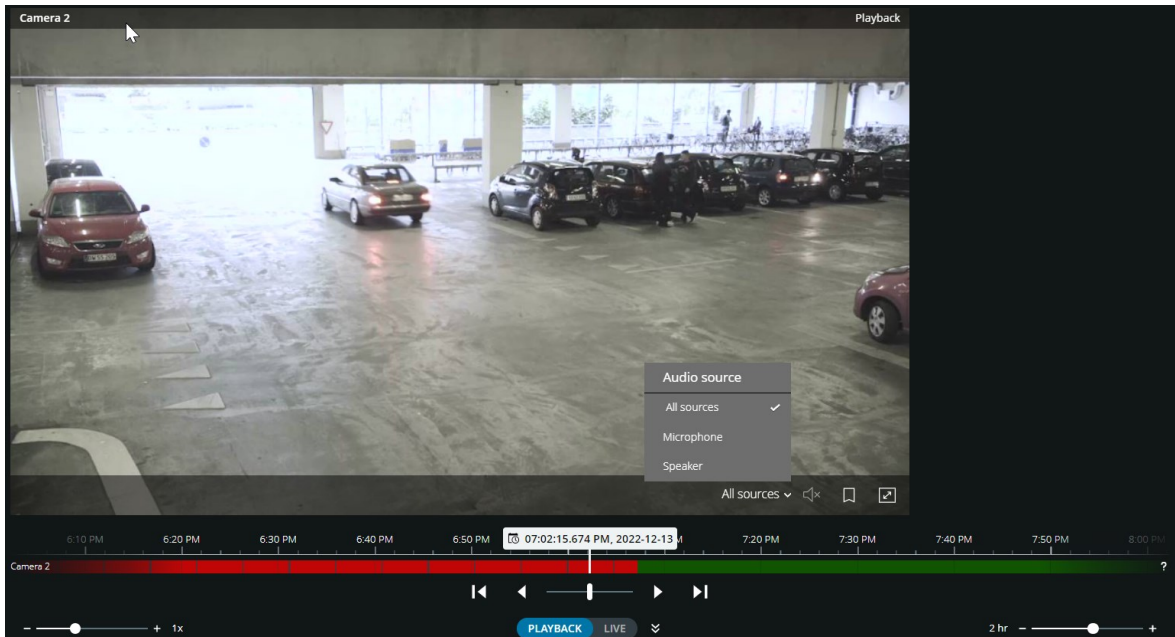 Camera 2 Playback
Audio source
All sources
Microphone
Speaker
All sources
6:10 PM 6:20 PM 6:30 PM 6:40 PM 6:50 PM 07:02:15.674 PM, 2022-12-13 7:20 PM 7:30 PM 7:40 PM 7:50 PM 8:00 PM
Camera 2 ?
1x PLAYBACK LIVE 2 hr